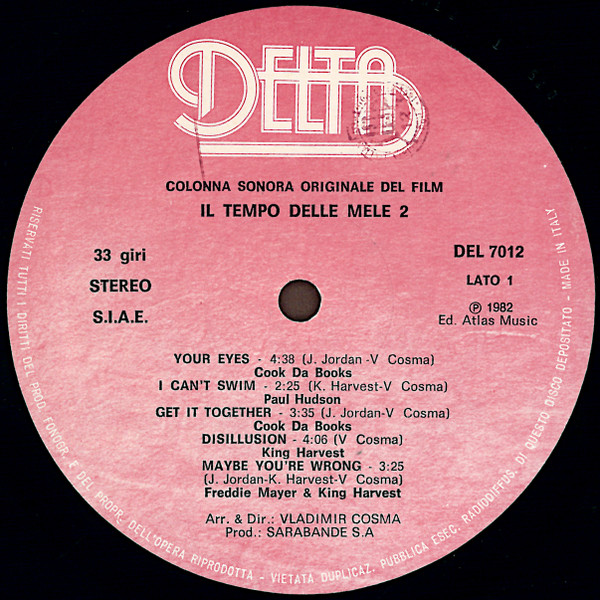 DELTA
COLONNA SONORA ORIGINALE DEL FILM
IL TEMPO DELLE MELE 2
33 giri
STEREO
S.I.A.E.
DEL 7012
LATO 1
℗ 1982
Ed. Atlas Music
YOUR EYES - 4:38 (J. Jordan -V Cosma)
Cook Da Books
I CAN'T SWIM - 2:25 (K. Harvest-V Cosma)
Paul Hudson
GET IT TOGETHER - 3:35 (J. Jordan-V Cosma)
Cook Da Books
DISILLUSION - 4:06 (V Cosma)
King Harvest
MAYBE YOU'RE WRONG - 3:25
(J. Jordan-K. Harvest-V Cosma)
Freddie Mayer & King Harvest
Arr. & Dir.: VLADIMIR COSMA
Prod.: SARABANDE S.A
RISERVATI TUTTI I DIRITTI DEL PROD. FONOGR. E DEL PROPR. DELL'OPERA RIPRODOTTA - VIETATA DUPLICAZ. PUBBLICA ESEC. RADIODIFFUS. DI QUESTO DISCO DEPOSITATO - MADE IN ITALY